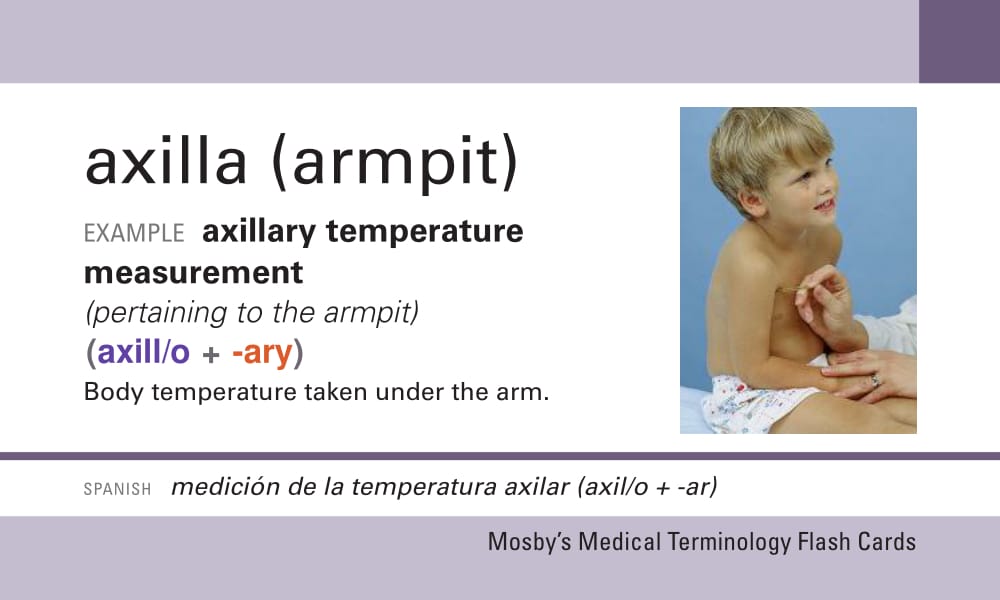 axilla (armpit)
EXAMPLE axillary temperature
measurement
(pertaining to the armpit)
(axill/o + -ary)
Body temperature taken under the arm.
SPANISH medición de la temperatura axilar (axil/o + -ar)
Mosby's Medical Terminology Flash Cards